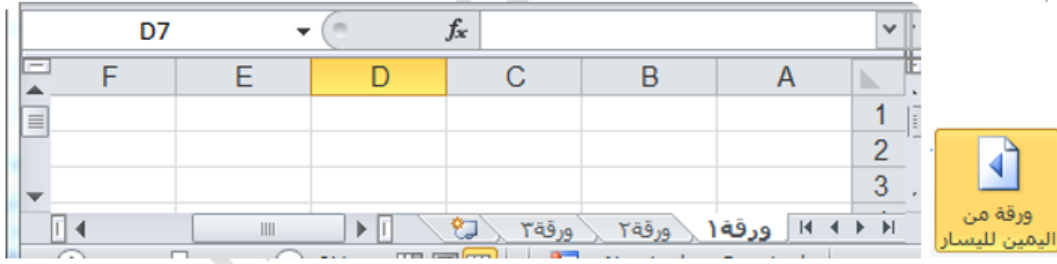 D7 fx
F E D C B A
1
2
3
ورقة١ ورقة٢ ورقة٣
ورقة من
اليمين لليسار